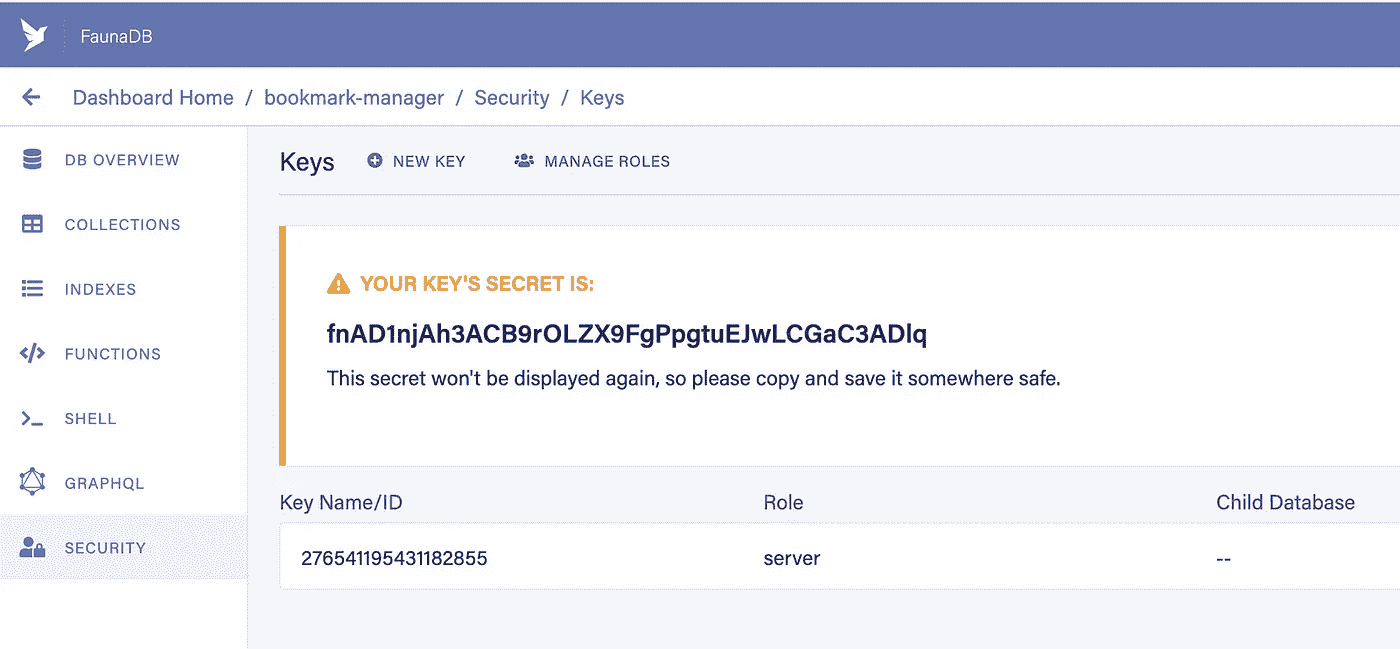 FaunaDB
Dashboard Home / bookmark-manager / Security / Keys
DB OVERVIEW
COLLECTIONS
INDEXES
FUNCTIONS
SHELL
GRAPHQL
SECURITY
Keys NEW KEY MANAGE ROLES
YOUR KEY'S SECRET IS:
fnAD1njAh3ACB9rOLZX9FgPpgtuEJwLCGaC3ADlq
This secret won't be displayed again, so please copy and save it somewhere safe.
Key Name/ID Role Child Database
276541195431182855 server --